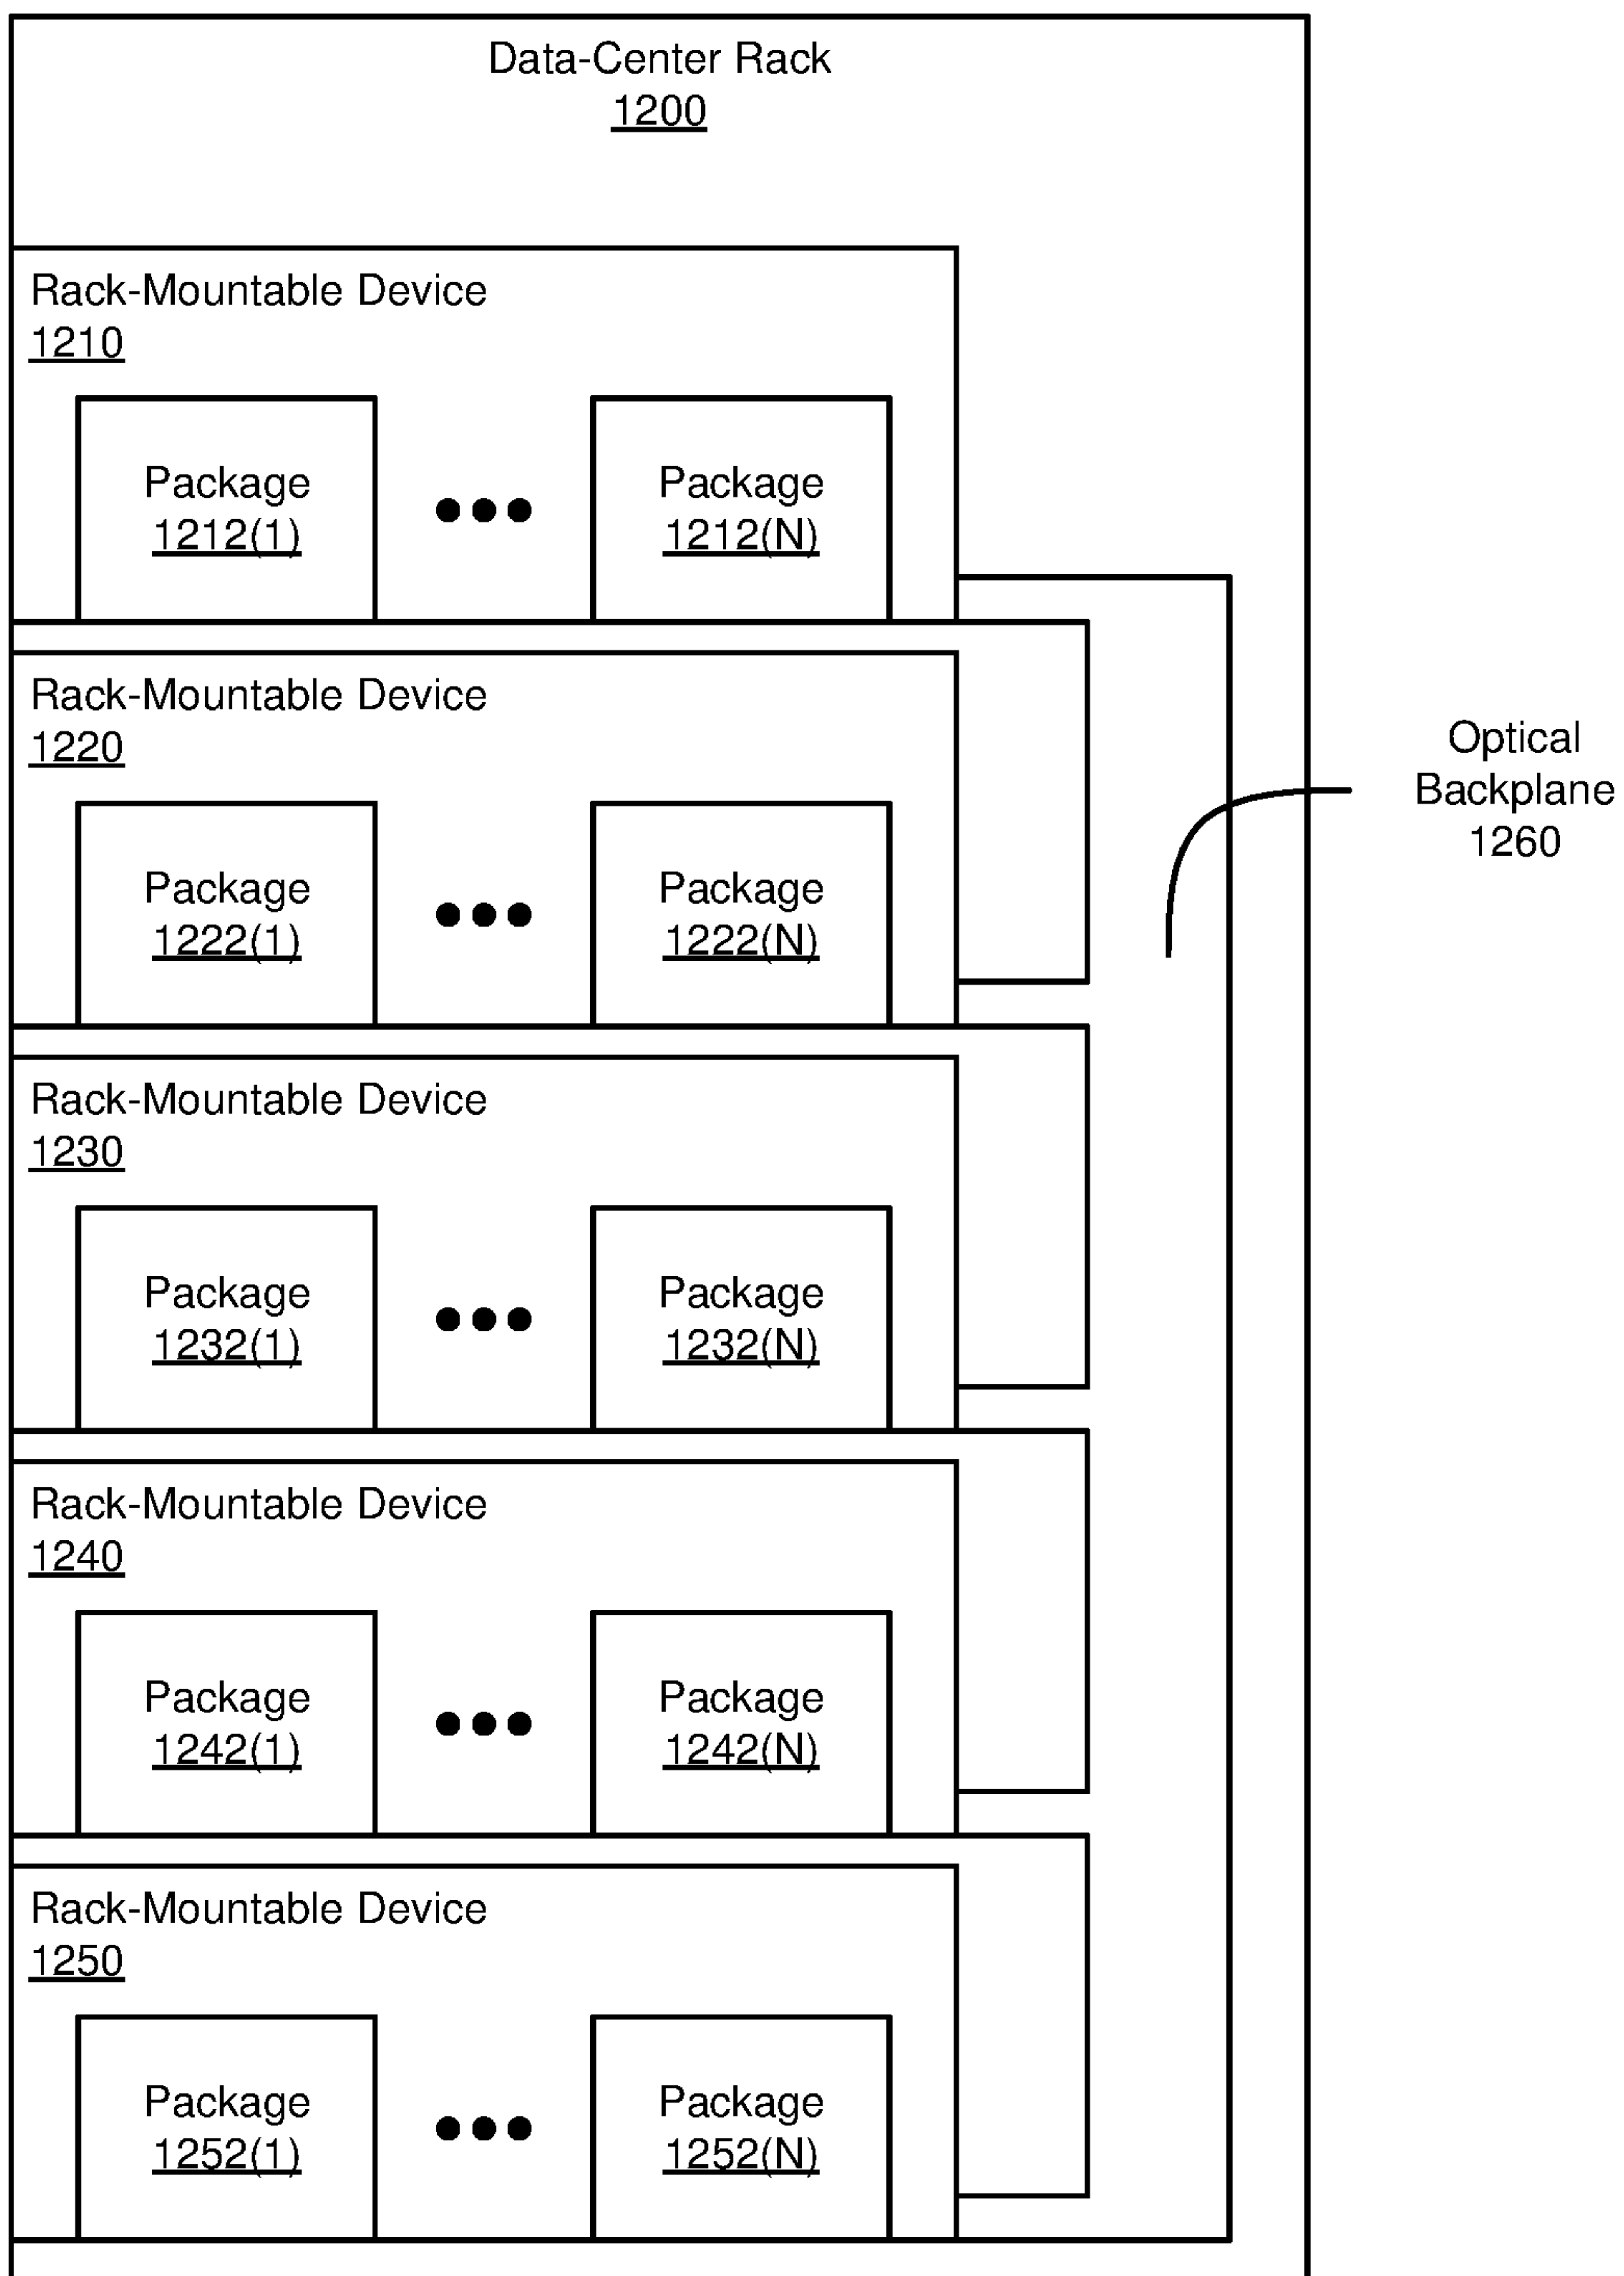 Data-Center Rack
1200
Rack-Mountable Device
1210
Package
1212(1)
Package
1212(N)
Rack-Mountable Device
1220
Package
1222(1)
Package
1222(N)
Optical
Backplane
1260
Rack-Mountable Device
1230
Package
1232(1)
Package
1232(N)
Rack-Mountable Device
1240
Package
1242(1)
Package
1242(N)
Rack-Mountable Device
1250
Package
1252(1)
Package
1252(N)